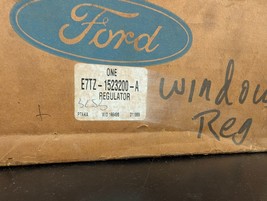 Ford
ONE
E7TZ-1523200-A
REGULATOR
window
Reg